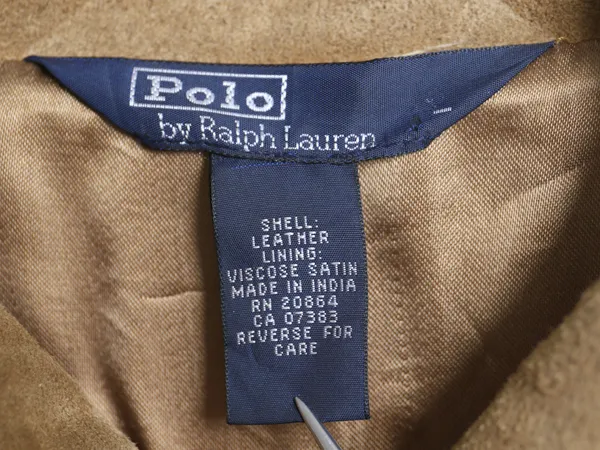 Polo
by Ralph Lauren
SHELL:
LEATHER
LINING:
VISCOSE SATIN
MADE IN INDIA
RN 20864
CA 07383
REVERSE FOR
CARE